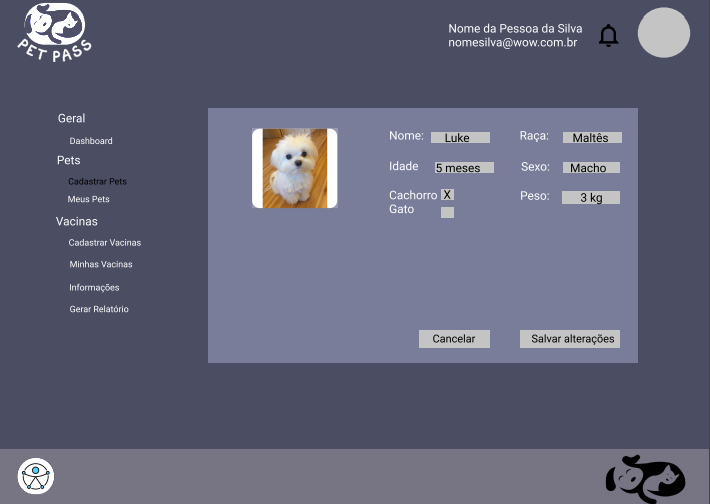 PET PASS
Nome da Pessoa da Silva
nomesilva@wow.com.br
Geral
Dashboard
Pets
Cadastrar Pets
Meus Pets
Vacinas
Cadastrar Vacinas
Minhas Vacinas
Informações
Gerar Relatório
Nome: Luke
Raça: Maltês
Idade 5 meses
Sexo: Macho
Cachorro X
Peso: 3 kg
Gato
Cancelar
Salvar alterações